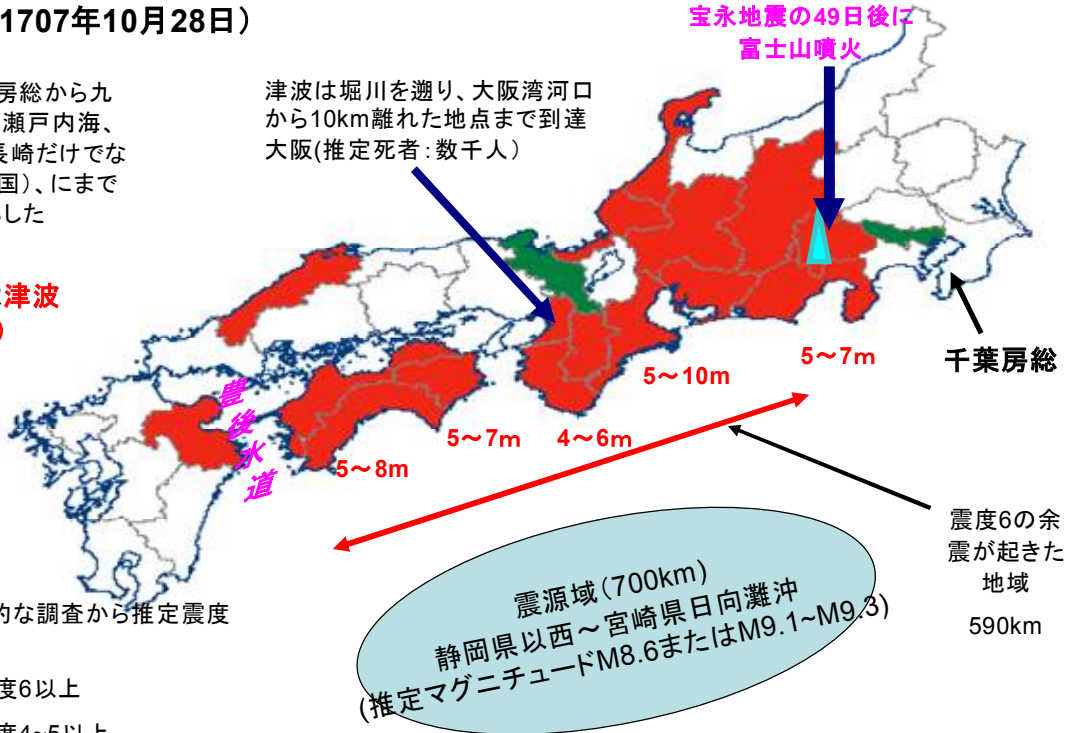 1707年10月28日）
宝永地震の49日後に
富士山噴火
房総から九
瀬戸内海、
長崎だけでな
国）、にまで
した
津波は堀川を遡り、大阪湾河口
から10km離れた地点まで到達
大阪(推定死者：数千人）
津波
）
千葉房総
5～7m
5～10m
4～6m
5～7m
5～8m
豊後水道
震度6の余
震が起きた
地域
590km
震源域（700km）
静岡県以西～宮崎県日向灘沖
(推定マグニチュードM8.6またはM9.1~M9.3)
的な調査から推定震度
度6以上
度4~5以上